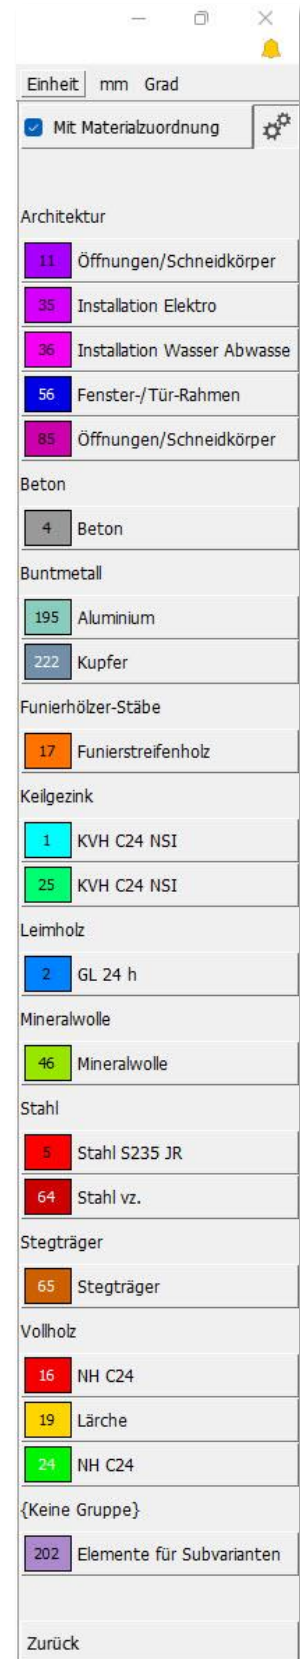 Einheit mm Grad
Mit Materialzuordnung
Architektur
11 Öffnungen/Schneidkörper
35 Installation Elektro
36 Installation Wasser Abwasse
56 Fenster-/Tür-Rahmen
85 Öffnungen/Schneidkörper
Beton
4 Beton
Buntmetall
195 Aluminium
222 Kupfer
Funierhölzer-Stäbe
17 Funierstreifenholz
Keilgezink
1 KVH C24 NSI
25 KVH C24 NSI
Leimholz
2 GL 24 h
Mineralwolle
46 Mineralwolle
Stahl
5 Stahl S235 JR
64 Stahl vz.
Stegträger
65 Stegträger
Vollholz
16 NH C24
19 Lärche
24 NH C24
{Keine Gruppe}
202 Elemente für Subvarianten
Zurück